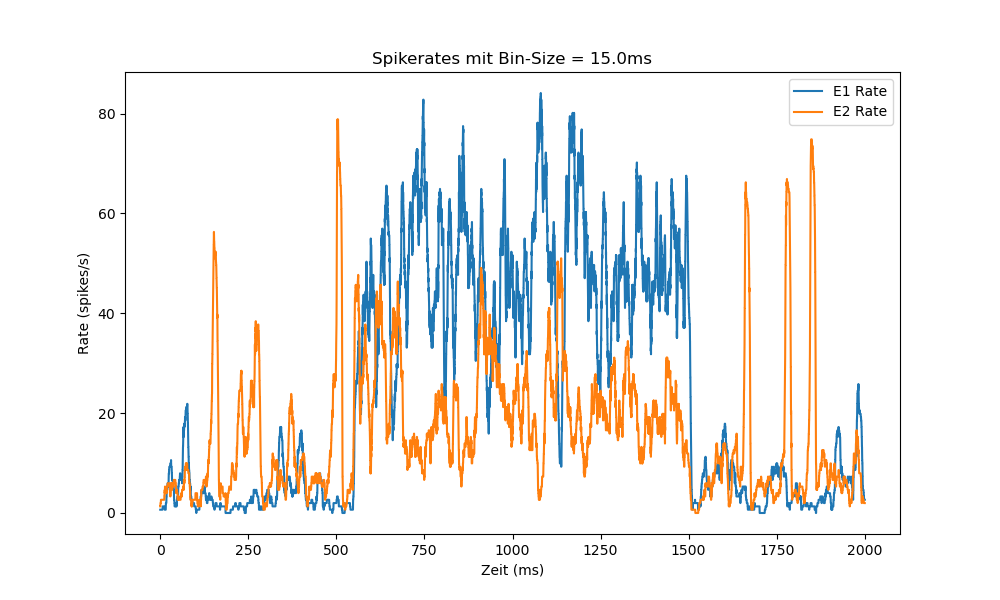 Spikerates mit Bin-Size = 15.0ms
E1 Rate
E2 Rate
80
60
40
20
0
Rate (spikes/s)
0 250 500 750 1000 1250 1500 1750 2000
Zeit (ms)